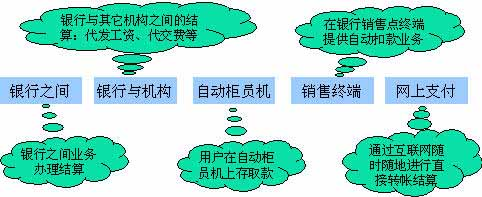 银行与其它机构之间的结
算：代发工资、代交费等
在银行销售点终端
提供自动扣款业务
银行之间
银行与机构
自动柜员机
销售终端
网上支付
银行之间业务
办理结算
用户在自动柜
员机上存取款
通过互联网随
时随地进行直
接转帐结算